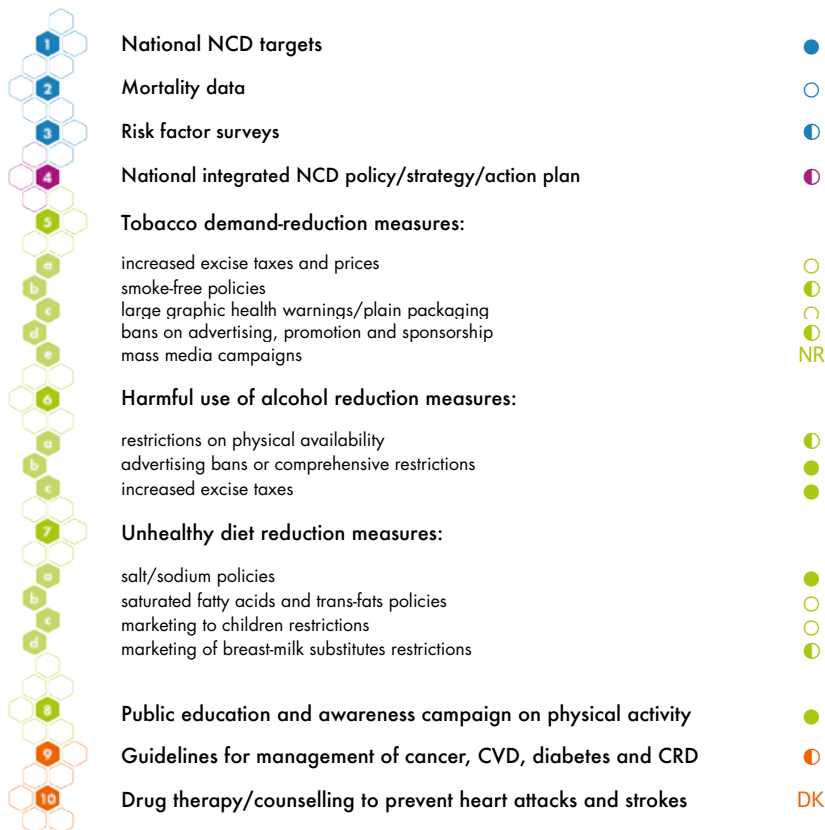 1 National NCD targets ●
2 Mortality data ○
3 Risk factor surveys ◐
4 National integrated NCD policy/strategy/action plan ◐
5 Tobacco demand-reduction measures:
a increased excise taxes and prices ○
b smoke-free policies ◐
c large graphic health warnings/plain packaging ○
d bans on advertising, promotion and sponsorship ◐
e mass media campaigns NR
6 Harmful use of alcohol reduction measures:
a restrictions on physical availability ◐
b advertising bans or comprehensive restrictions ●
c increased excise taxes ●
7 Unhealthy diet reduction measures:
a salt/sodium policies ●
b saturated fatty acids and trans-fats policies ○
c marketing to children restrictions ○
d marketing of breast-milk substitutes restrictions ◐
8 Public education and awareness campaign on physical activity ●
9 Guidelines for management of cancer, CVD, diabetes and CRD ◐
10 Drug therapy/counselling to prevent heart attacks and strokes DK